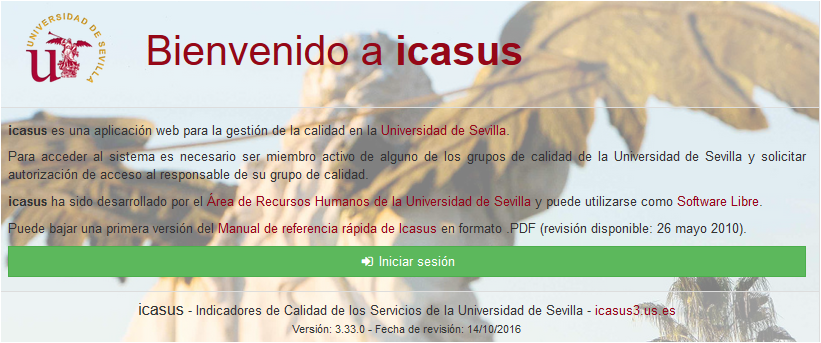 UNIVERSIDAD DE SEVILLA
Bienvenido a icasus
icasus es una aplicación web para la gestión de la calidad en la Universidad de Sevilla.
Para acceder al sistema es necesario ser miembro activo de alguno de los grupos de calidad de la Universidad de Sevilla y solicitar
autorización de acceso al responsable de su grupo de calidad.
icasus ha sido desarrollado por el Área de Recursos Humanos de la Universidad de Sevilla y puede utilizarse como Software Libre.
Puede bajar una primera versión del Manual de referencia rápida de Icasus en formato .PDF (revisión disponible: 26 mayo 2010).
Iniciar sesión
icasus - Indicadores de Calidad de los Servicios de la Universidad de Sevilla - icasus3.us.es
Versión: 3.33.0 - Fecha de revisión: 14/10/2016